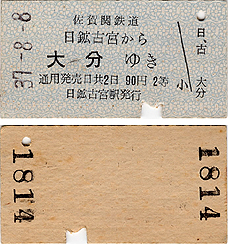 37-8-8
佐賀関鉄道
日鉱古宮から
大分ゆき
通用発売日共2日 90円 2等
日鉱古宮駅発行
日、古
大分
小
1814
1814